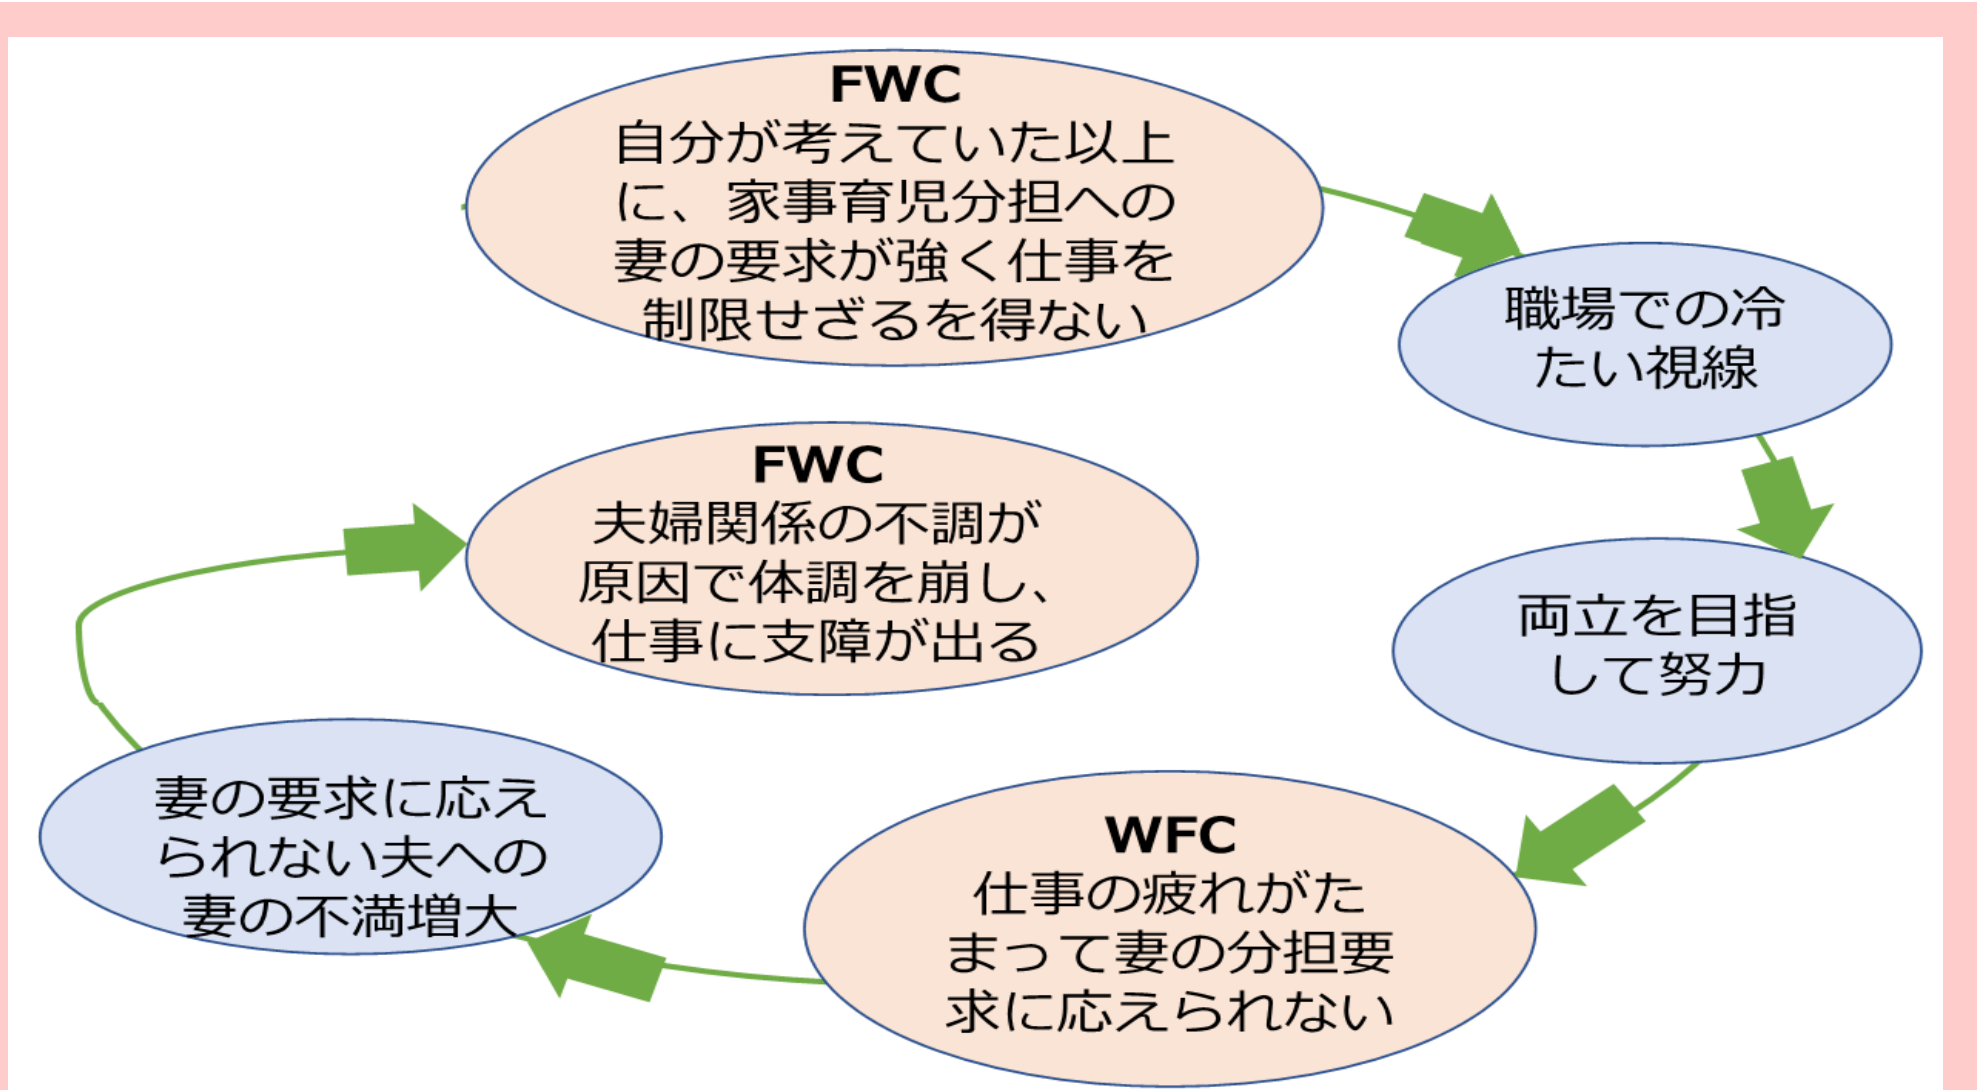 FWC
自分が考えていた以上
に、家事育児分担への
妻の要求が強く仕事を
制限せざるを得ない
職場での冷
たい視線
両立を目指
して努力
WFC
仕事の疲れがた
まって妻の分担要
求に応えられない
妻の要求に応え
られない夫への
妻の不満増大
FWC
夫婦関係の不調が
原因で体調を崩し、
仕事に支障が出る